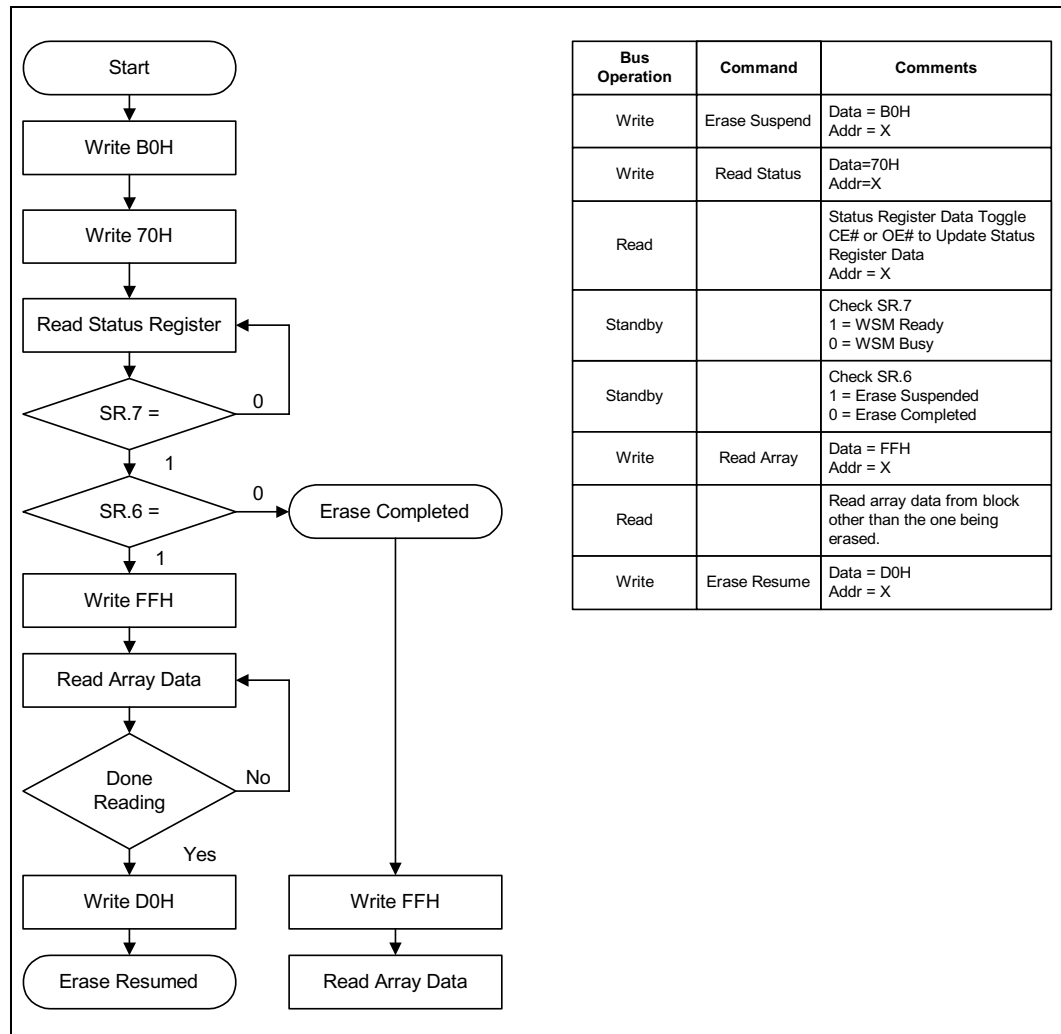 Start
Write B0H
Write 70H
Read Status Register
SR.7 =
0
1
SR.6 =
0
Erase Completed
1
Write FFH
Read Array Data
Done
Reading
No
Yes
Write D0H
Write FFH
Erase Resumed
Read Array Data
Bus
Operation
Command
Comments
Write
Erase Suspend
Data = B0H
Addr = X
Write
Read Status
Data=70H
Addr=X
Read
Status Register Data Toggle
CE# or OE# to Update Status
Register Data
Addr = X
Standby
Check SR.7
1 = WSM Ready
0 = WSM Busy
Standby
Check SR.6
1 = Erase Suspended
0 = Erase Completed
Write
Read Array
Data = FFH
Addr = X
Read
Read array data from block
other than the one being
erased.
Write
Erase Resume
Data = D0H
Addr = X